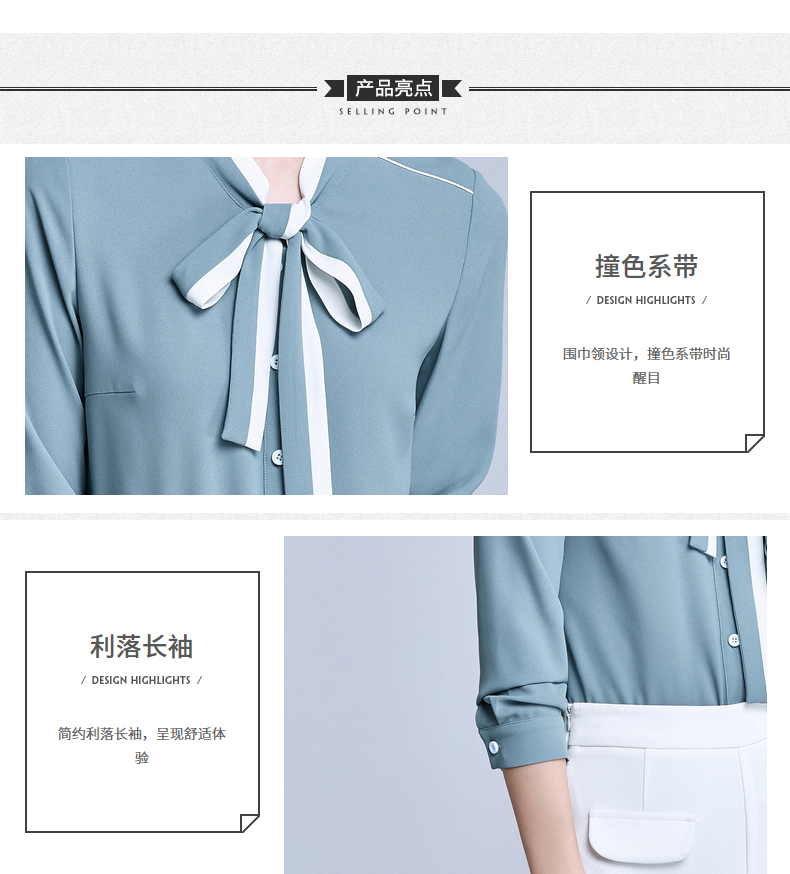 产品亮点
SELLING POINT
撞色系带
/ DESIGN HIGHLIGHTS /
围巾领设计，撞色系带时尚
醒目
利落长袖
/ DESIGN HIGHLIGHTS /
简约利落长袖，呈现舒适体
验